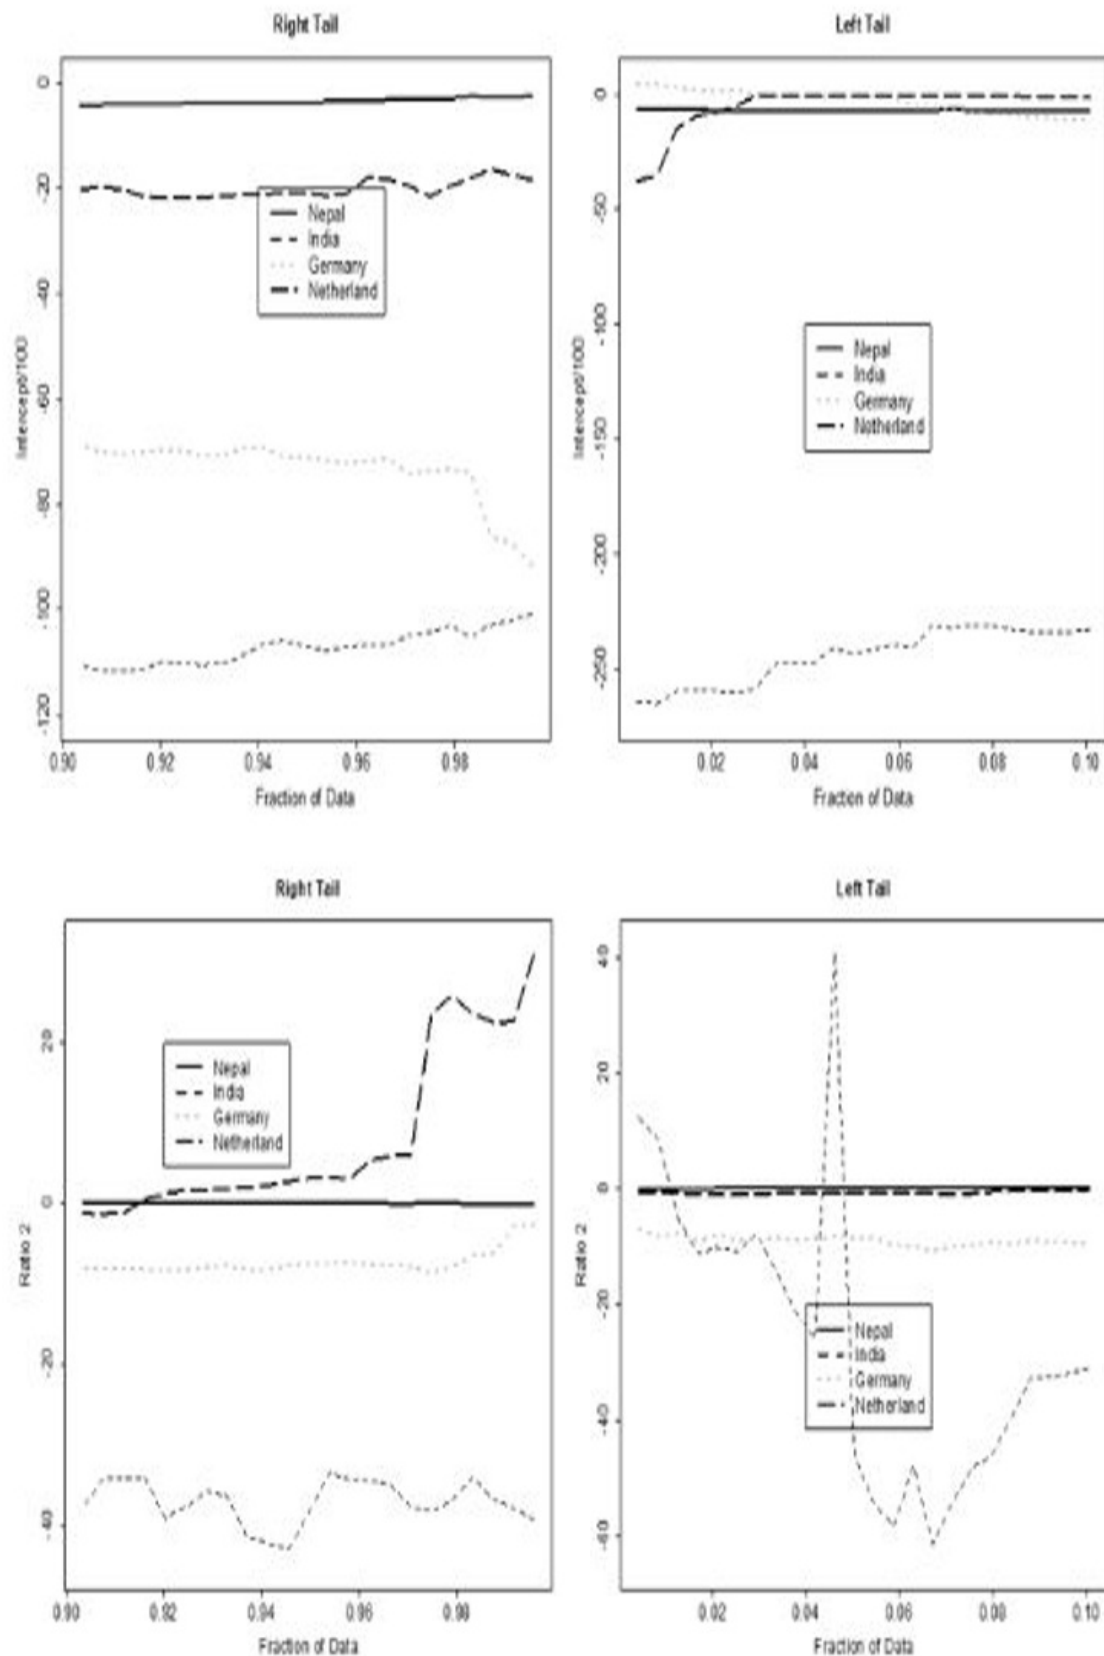 Right Tail
Intercept/100
0
-20
-40
-60
-80
-100
-120
Nepal
India
Germany
Netherland
0.90 0.92 0.94 0.96 0.98
Fraction of Data
Left Tail
Intercept/100
0
-50
-100
-150
-200
-250
Nepal
India
Germany
Netherland
0.02 0.04 0.06 0.08 0.10
Fraction of Data
Right Tail
Ratio 2
20
0
-20
-40
Nepal
India
Germany
Netherland
0.90 0.92 0.94 0.96 0.98
Fraction of Data
Left Tail
Ratio 2
40
20
0
-20
-40
-60
Nepal
India
Germany
Netherland
0.02 0.04 0.06 0.08 0.10
Fraction of Data